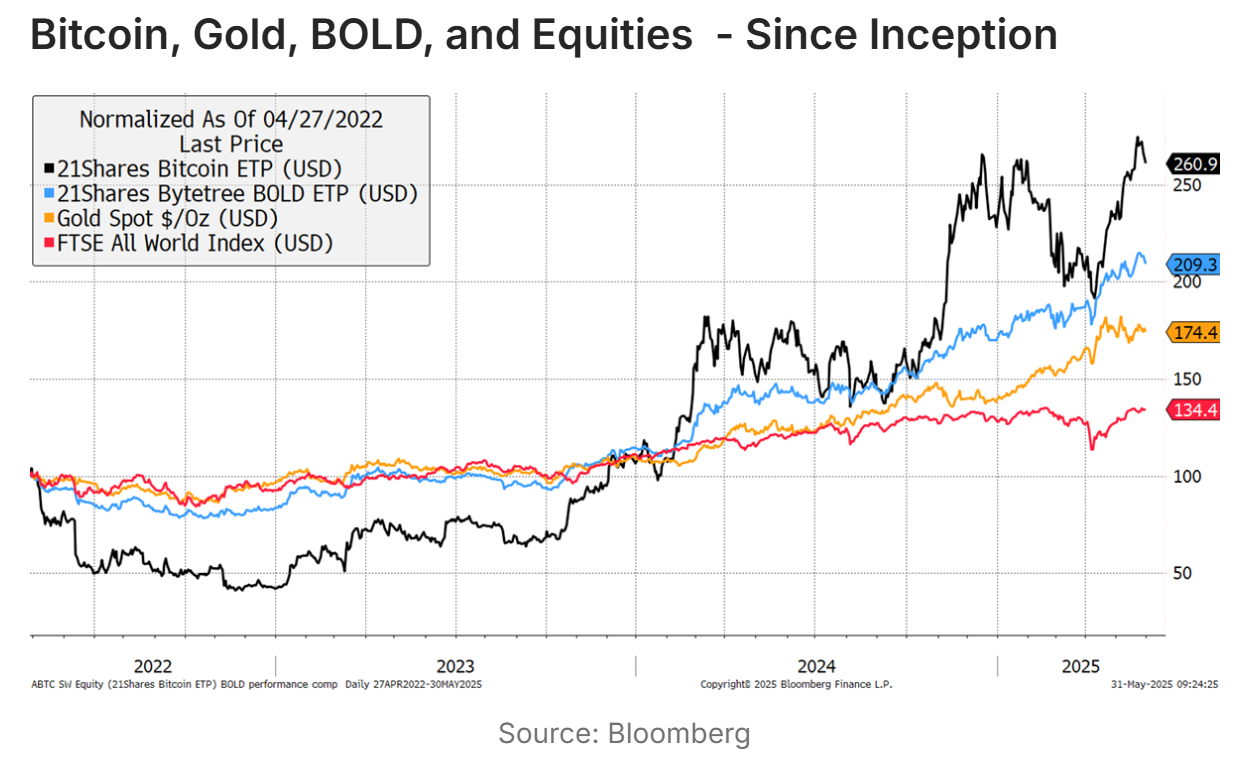 Bitcoin, Gold, BOLD, and Equities - Since Inception
Normalized As Of 04/27/2022
Last Price
21Shares Bitcoin ETP (USD)
21Shares Bytetree BOLD ETP (USD)
Gold Spot $/Oz (USD)
FTSE All World Index (USD)
260.9
250
209.3
200
174.4
150
134.4
100
50
2022 2023 2024 2025
ABTC SW Equity (21Shares Bitcoin ETP) BOLD performance comp Daily 27APR2022-30MAY2025 Copyright© 2025 Bloomberg Finance L.P. 31-May-2025 09:24:25
Source: Bloomberg